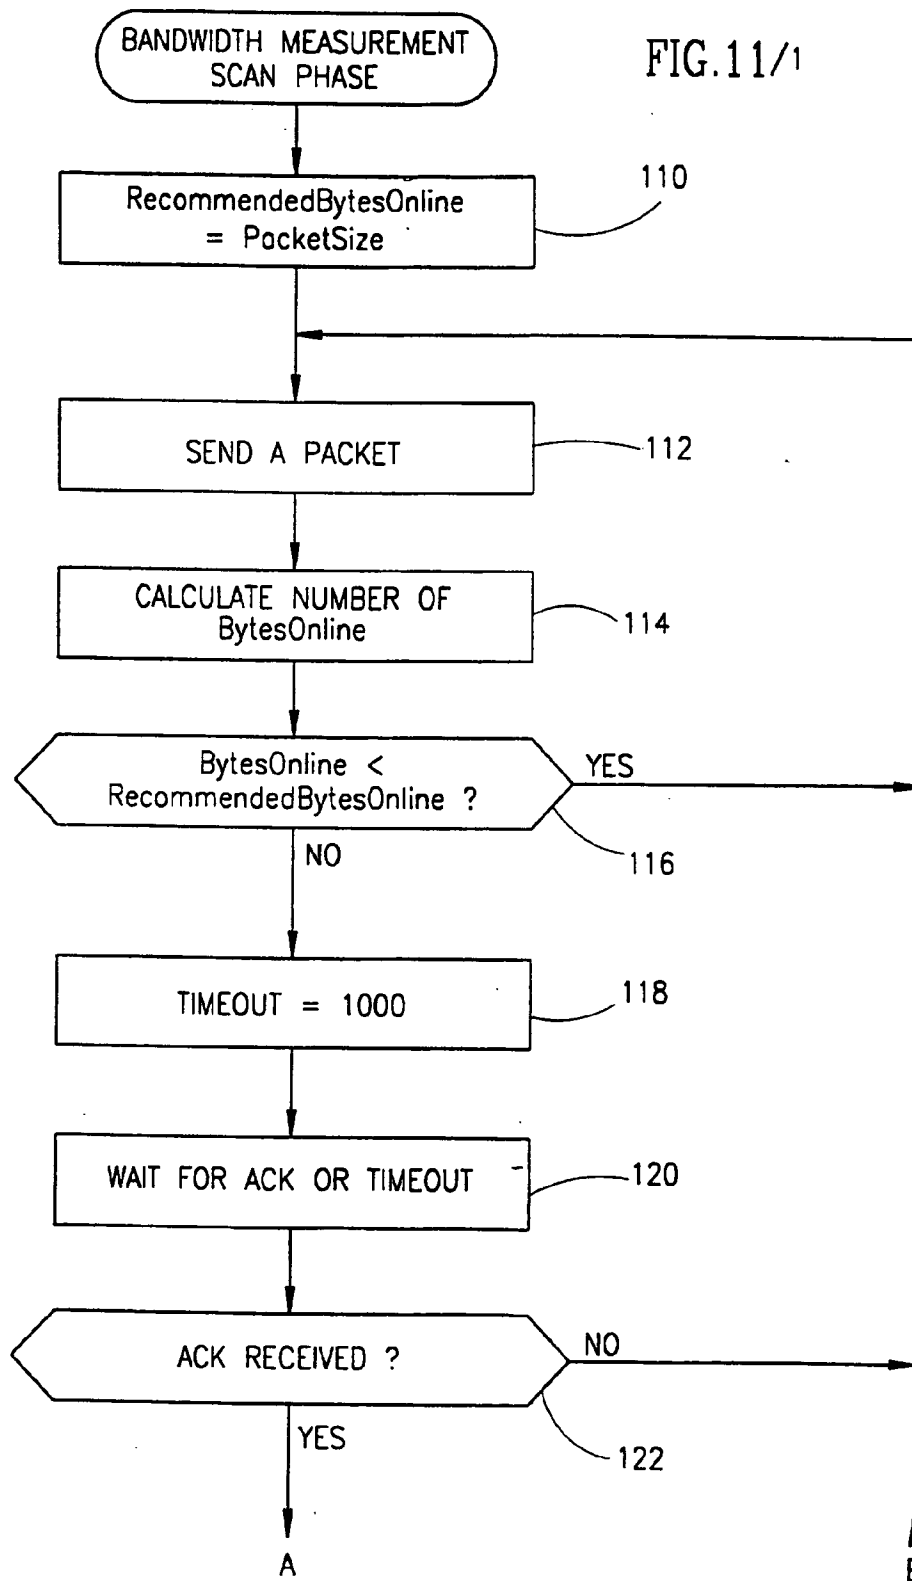 FIG.11/1
BANDWIDTH MEASUREMENT
SCAN PHASE
110
RecommendedBytesOnline
= PacketSize
SEND A PACKET
112
CALCULATE NUMBER OF
BytesOnline
114
BytesOnline <
RecommendedBytesOnline ?
YES
116
NO
TIMEOUT = 1000
118
WAIT FOR ACK OR TIMEOUT
120
ACK RECEIVED ?
NO
122
YES
A